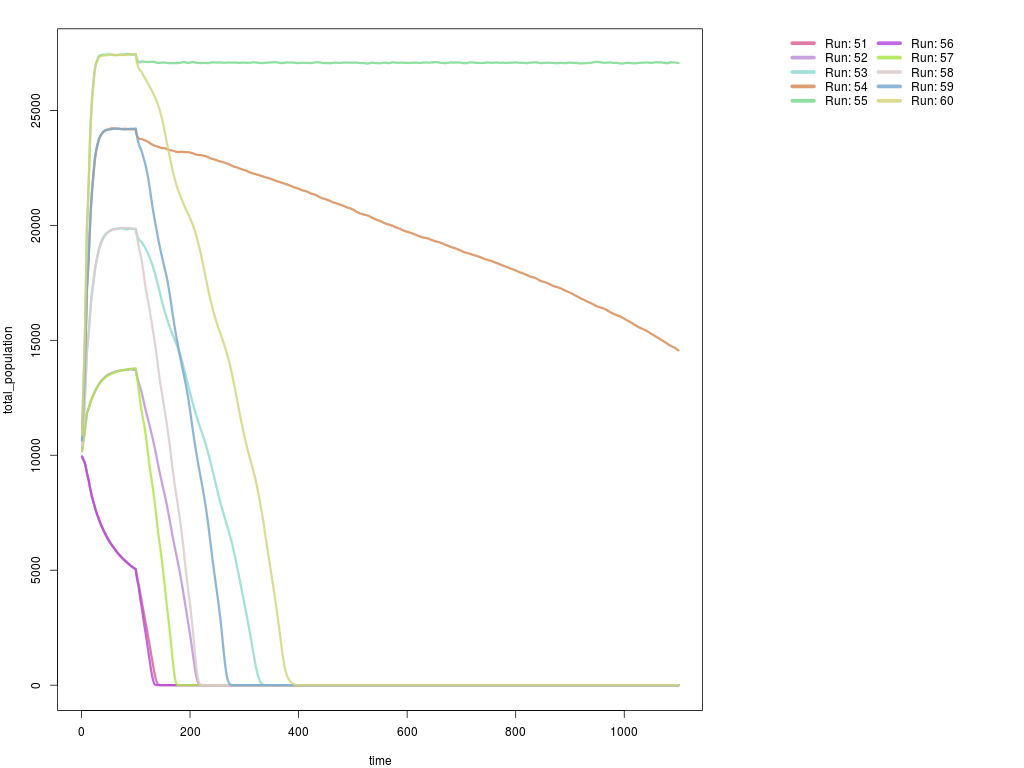 Run: 51 Run: 56
Run: 52 Run: 57
Run: 53 Run: 58
Run: 54 Run: 59
Run: 55 Run: 60
total_population
25000
20000
15000
10000
5000
0
0 200 400 600 800 1000
time